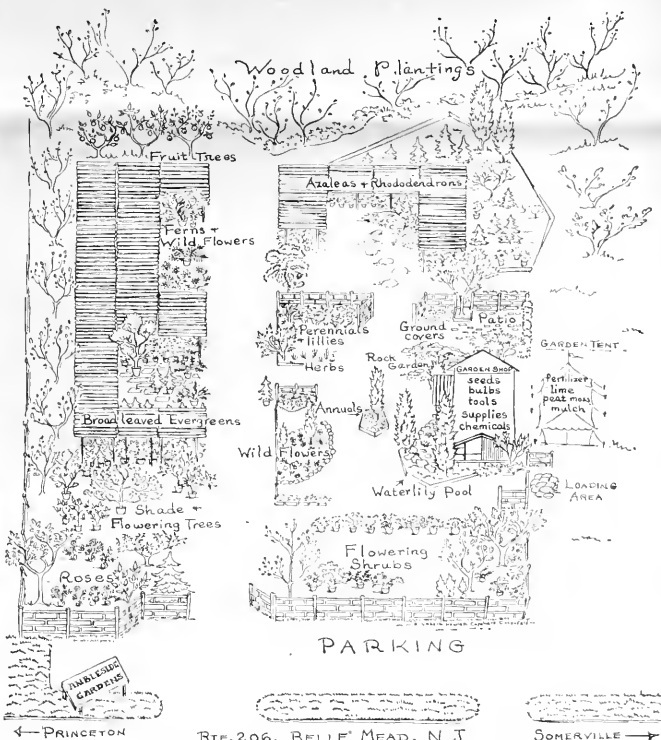 Woodland Plantings
Fruit Trees
Azaleas + Rhododendrons
Ferns +
Wild Flowers
Perennials
+ lillies
Herbs
Ground
covers
Patio
Rock
Garden
GARDEN TENT
Fertilizer
lime
peat moss
mulch
GARDEN SHOP
seeds
bulbs
tools
supplies
chemicals
Annuals
Broad leaved Evergreens
Wild Flowers
Waterlily Pool
LOADING
AREA
Shade +
Flowering Trees
Flowering
Shrubs
Roses
PARKING
AMBLESIDE
GARDENS
←PRINCETON
RTE. 206, BELLE MEAD, N.J.
SOMERVILLE→